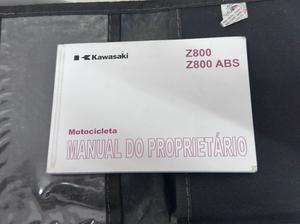 Kawasaki
Z800
Z800 ABS
Motocicleta
MANUAL DO PROPRIETÁRIO